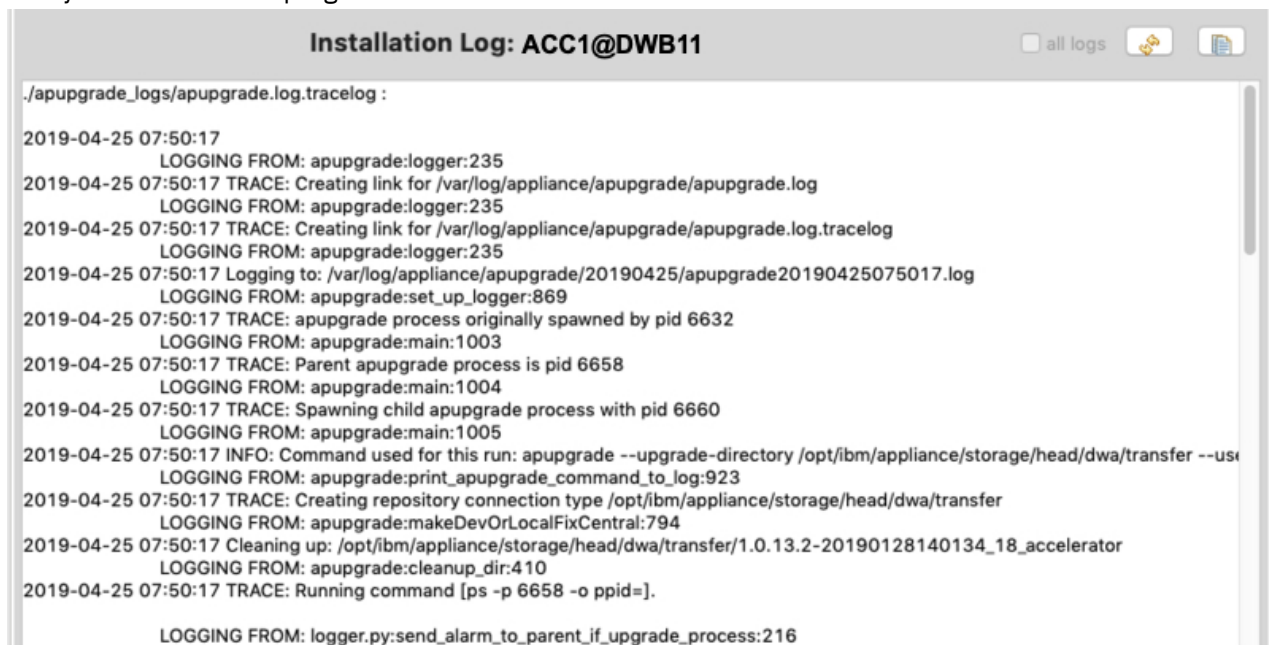 Installation Log: ACC1@DWB11
all logs
./apupgrade_logs/apupgrade.log.tracelog :
2019-04-25 07:50:17
LOGGING FROM: apupgrade:logger:235
2019-04-25 07:50:17 TRACE: Creating link for /var/log/appliance/apupgrade/apupgrade.log
LOGGING FROM: apupgrade:logger:235
2019-04-25 07:50:17 TRACE: Creating link for /var/log/appliance/apupgrade/apupgrade.log.tracelog
LOGGING FROM: apupgrade:logger:235
2019-04-25 07:50:17 Logging to: /var/log/appliance/apupgrade/20190425/apupgrade20190425075017.log
LOGGING FROM: apupgrade:set_up_logger:869
2019-04-25 07:50:17 TRACE: apupgrade process originally spawned by pid 6632
LOGGING FROM: apupgrade:main:1003
2019-04-25 07:50:17 TRACE: Parent apupgrade process is pid 6658
LOGGING FROM: apupgrade:main:1004
2019-04-25 07:50:17 TRACE: Spawning child apupgrade process with pid 6660
LOGGING FROM: apupgrade:main:1005
2019-04-25 07:50:17 INFO: Command used for this run: apupgrade --upgrade-directory /opt/ibm/appliance/storage/head/dwa/transfer --use
LOGGING FROM: apupgrade:print_apupgrade_command_to_log:923
2019-04-25 07:50:17 TRACE: Creating repository connection type /opt/ibm/appliance/storage/head/dwa/transfer
LOGGING FROM: apupgrade:makeDevOrLocalFixCentral:794
2019-04-25 07:50:17 Cleaning up: /opt/ibm/appliance/storage/head/dwa/transfer/1.0.13.2-20190128140134_18_accelerator
LOGGING FROM: apupgrade:cleanup_dir:410
2019-04-25 07:50:17 TRACE: Running command [ps -p 6658 -o ppid=].
LOGGING FROM: logger.py:send_alarm_to_parent_if_upgrade_process:216